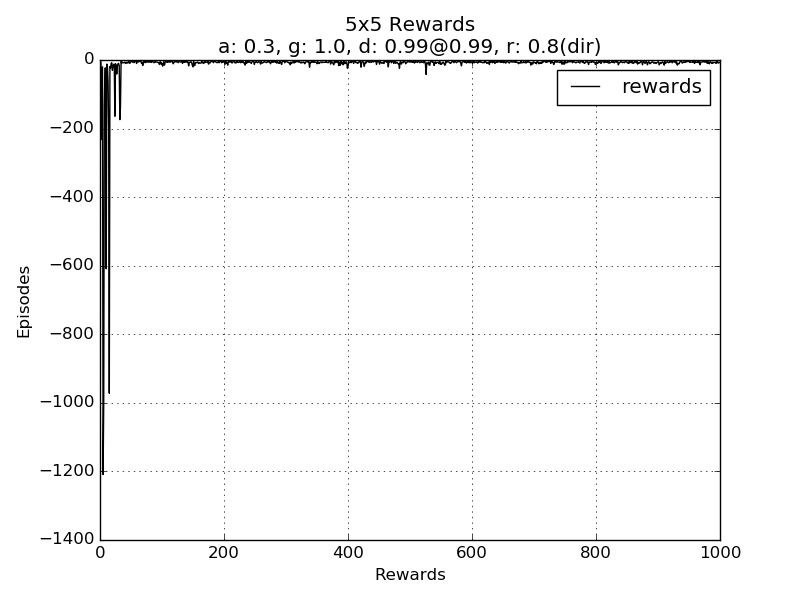 5x5 Rewards
a: 0.3, g: 1.0, d: 0.99@0.99, r: 0.8(dir)
0
rewards
−200
−400
−600
−800
−1000
−1200
−1400
Episodes
0 200 400 600 800 1000
Rewards